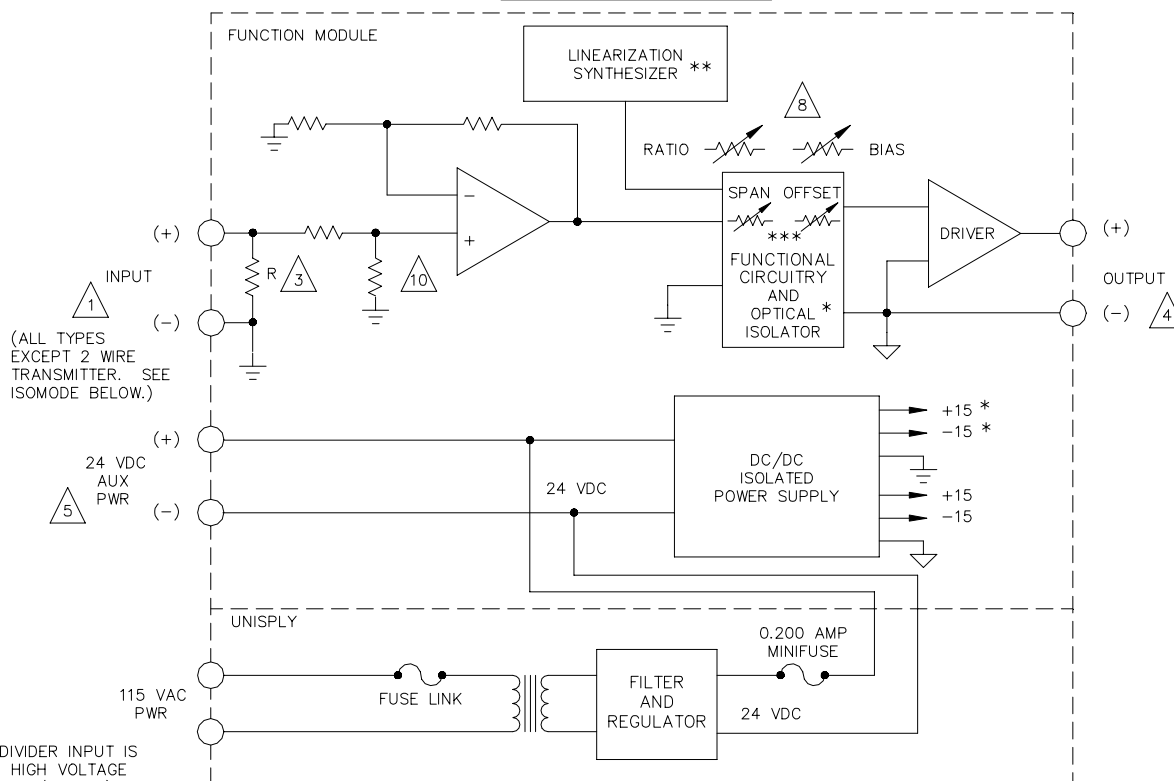 FUNCTION MODULE
LINEARIZATION
SYNTHESIZER **
8
RATIO
BIAS
SPAN OFFSET
***
FUNCTIONAL
CIRCUITRY
AND
OPTICAL *
ISOLATOR
DRIVER
−
+
(+)
R
3
10
INPUT
1
(−)
(ALL TYPES
EXCEPT 2 WIRE
TRANSMITTER. SEE
ISOMODE BELOW.)
(+)
OUTPUT
(−)
4
(+)
24 VDC
AUX
PWR
5
(−)
24 VDC
DC/DC
ISOLATED
POWER SUPPLY
+15 *
−15 *
+15
−15
UNISPLY
115 VAC
PWR
FUSE LINK
FILTER
AND
REGULATOR
0.200 AMP
MINIFUSE
24 VDC
DIVIDER INPUT IS
HIGH VOLTAGE